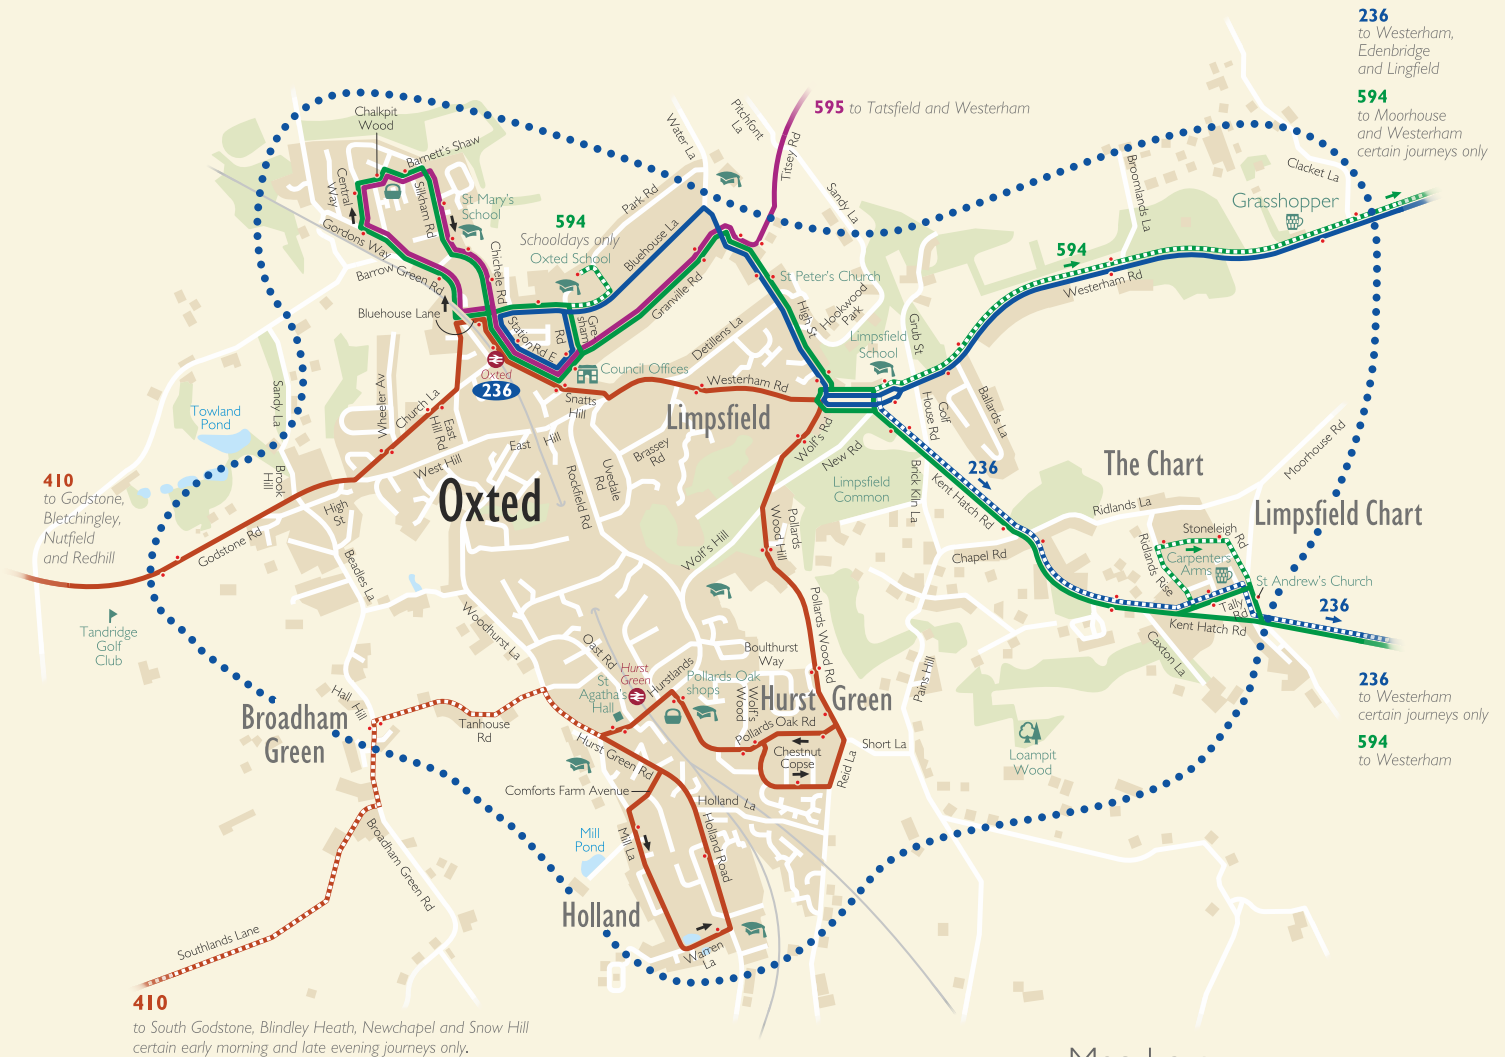 236
to Westerham,
Edenbridge
and Lingfield
594
to Moorhouse
and Westerham
certain journeys only
595 to Tatsfield and Westerham
Pitchfont
La
Water La
Titsey Rd
Chalkpit
Wood
Barnett's Shaw
Central
Way
Silkham Rd
St Mary's
School
Gordons Way
Barrow Green Rd
Chichele Rd
Bluehouse Lane
594
Schooldays only
Oxted School
Park Rd
Bluehouse La
Sandy La
Granville Rd
St Peter's Church
High St
Hookwood
Park
Broomlands La
Clacket La
Grasshopper
594
Westerham Rd
Station Rd E
Gresham
Rd
Oxted
236
Council Offices
Detillens La
Snatts
Hill
Westerham Rd
Limpsfield
Limpsfield
School
Grub St
Golf
House Rd
Ballards La
Sandy La
Wheeler Av
Church La
East
Hill Rd
West Hill
East Hill
Towland
Pond
Brook
Hill
High
St
Oxted
Rockfield Rd
Uvedale
Rd
Brassey
Rd
Wolf's Rd
New Rd
Limpsfield
Common
Brick Kiln La
236
Kent Hatch Rd
The Chart
Moorhouse Rd
Ridlands La
Limpsfield Chart
410
to Godstone,
Bletchingley,
Nutfield
and Redhill
Godstone Rd
Beadles La
Wolf's Hill
Pollards
Wood Hill
Chapel Rd
Stoneleigh
Rd
Ridlands Rise
Carpenters
Arms
St Andrew's Church
Tally
Rd
Kent Hatch Rd
236
Tandridge
Golf
Club
Woodhurst La
Oast Rd
Hurst
Green
St
Agatha's
Hall
Hurstlands
Pollards Oak
shops
Boulthurst
Way
Pollards Wood Rd
Wolf's
Wood
Hurst Green
Pains Hill
Caxton La
236
to Westerham
certain journeys only
594
to Westerham
Hall Hill
Broadham
Green
Tanhouse
Rd
Hurst Green Rd
Pollards Oak Rd
Chestnut
Copse
Reid La
Short La
Loampit
Wood
Comforts Farm Avenue
Holland La
Mill
Pond
Mill La
Holland Road
Broadham Green Rd
Holland
Warren
La
Southlands Lane
410
to South Godstone, Blindley Heath, Newchapel and Snow Hill
certain early morning and late evening journeys only.